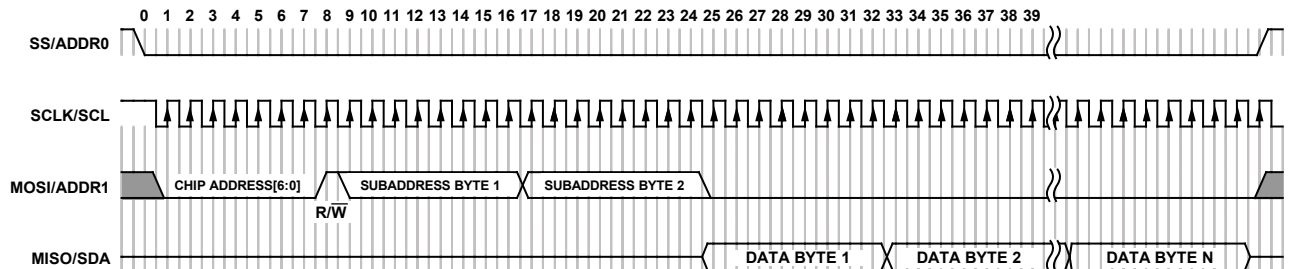 0 1 2 3 4 5 6 7 8 9 10 11 12 13 14 15 16 17 18 19 20 21 22 23 24 25 26 27 28 29 30 31 32 33 34 35 36 37 38 39
SS/ADDR0
SCLK/SCL
MOSI/ADDR1 CHIP ADDRESS[6:0] SUBADDRESS BYTE 1 SUBADDRESS BYTE 2
R/W̅
MISO/SDA DATA BYTE 1 DATA BYTE 2 DATA BYTE N